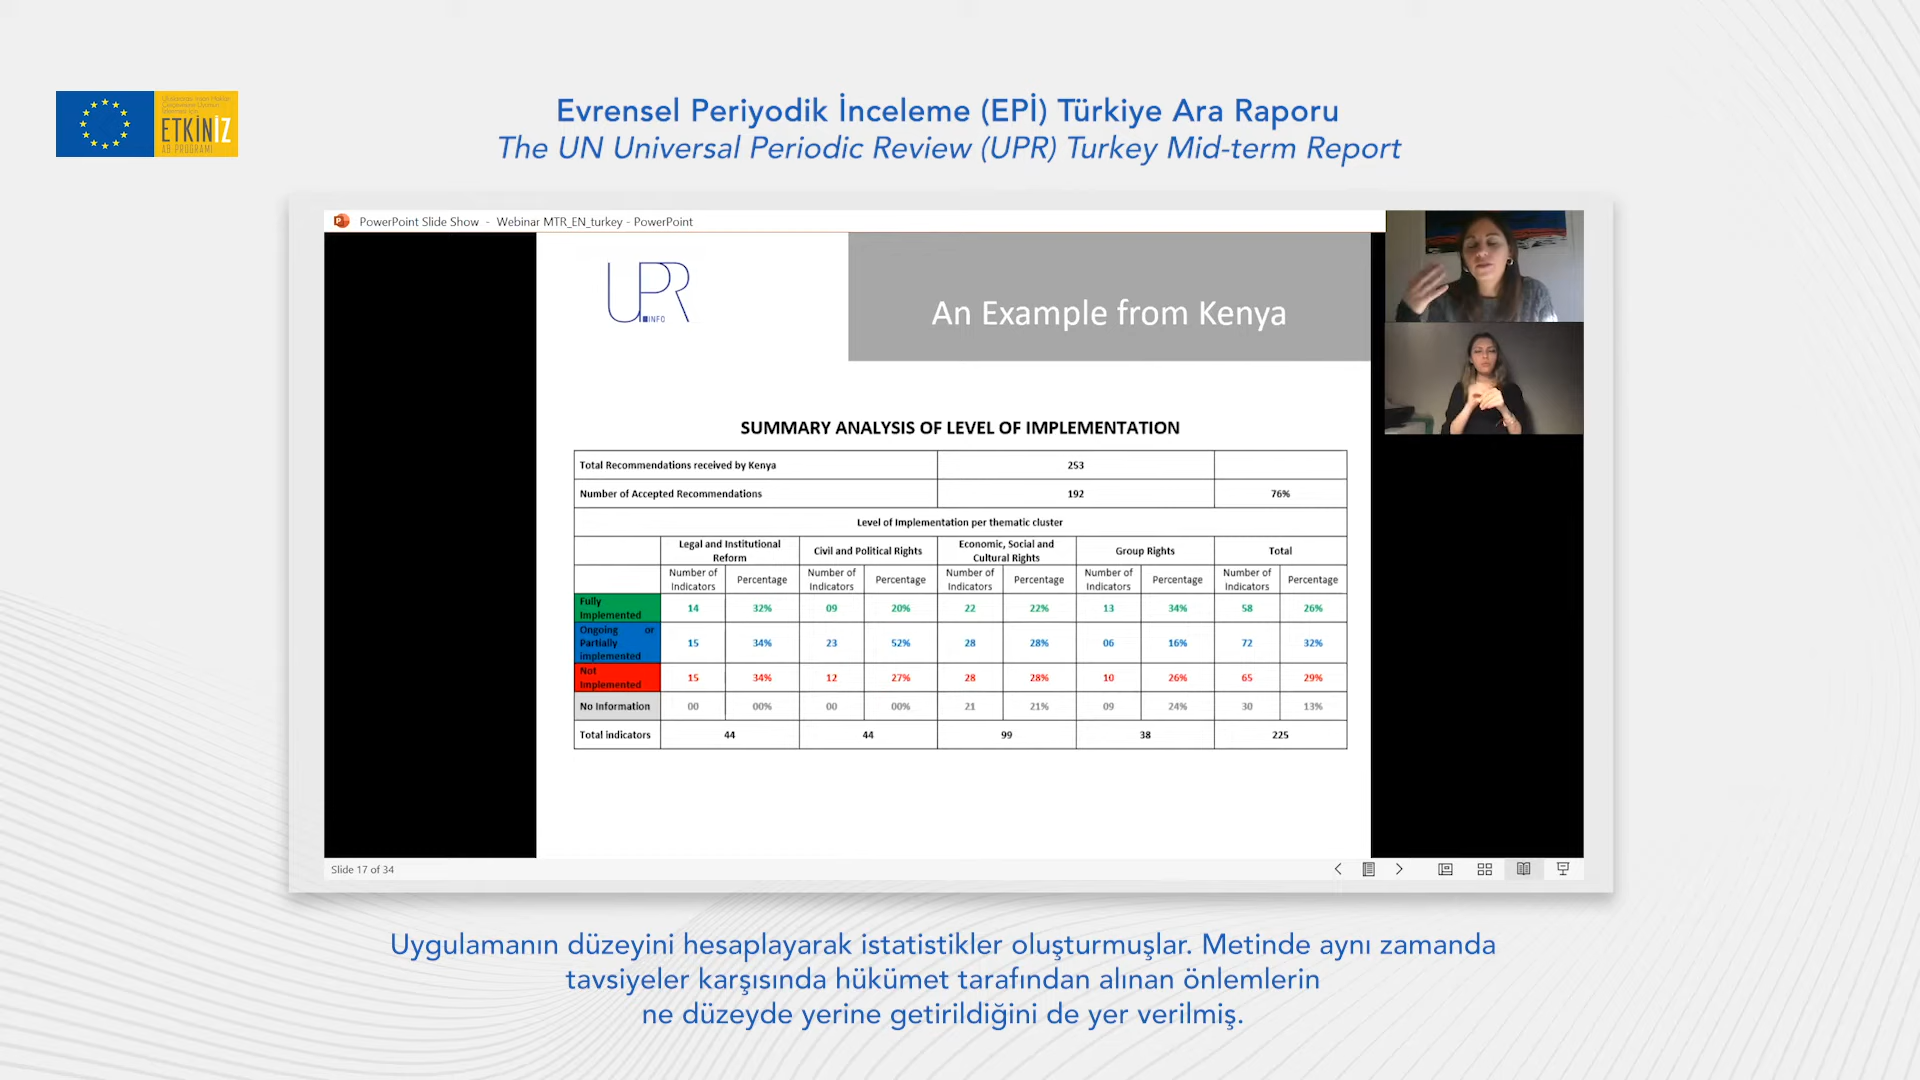 Evrensel Periyodik İnceleme (EPİ) Türkiye Ara Raporu
The UN Universal Periodic Review (UPR) Turkey Mid-term Report
ETKİNİZ
AB PROGRAMI
PowerPoint Slide Show - Webinar MTR_EN_turkey - PowerPoint
UPR
INFO
An Example from Kenya
SUMMARY ANALYSIS OF LEVEL OF IMPLEMENTATION
Total Recommendations received by Kenya 253
Number of Accepted Recommendations 192 76%
Level of Implementation per thematic cluster
Legal and Institutional Reform Civil and Political Rights Economic, Social and Cultural Rights Group Rights Total
Number of Indicators Percentage Number of Indicators Percentage Number of Indicators Percentage Number of Indicators Percentage Number of Indicators Percentage
Fully Implemented 14 32% 09 20% 22 22% 13 34% 58 26%
Ongoing or Partially implemented 15 34% 23 52% 28 28% 06 16% 72 32%
Not Implemented 15 34% 12 27% 28 28% 10 26% 65 29%
No Information 00 00% 00 00% 21 21% 09 24% 30 13%
Total indicators 44 44 99 38 225
Slide 17 of 34
Uygulamanın düzeyini hesaplayarak istatistikler oluşturmuşlar. Metinde aynı zamanda
tavsiyeler karşısında hükümet tarafından alınan önlemlerin
ne düzeyde yerine getirildiğini de yer verilmiş.